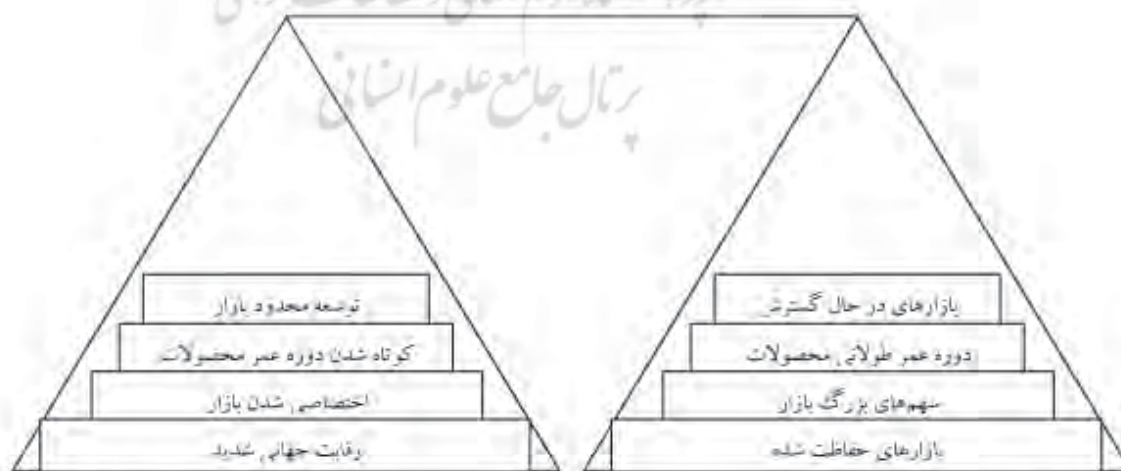 پرتال جامع علوم انسانی
بازارهای در حال گسترش
دوره عمر طولانی محصولات
سهم‌های بزرگ بازار
بازارهای حفاظت شده
توسعه محدود بازار
کوتاه شدن دوره عمر محصولات
اختصاصی شدن بازار
رقابت جهانی شدید